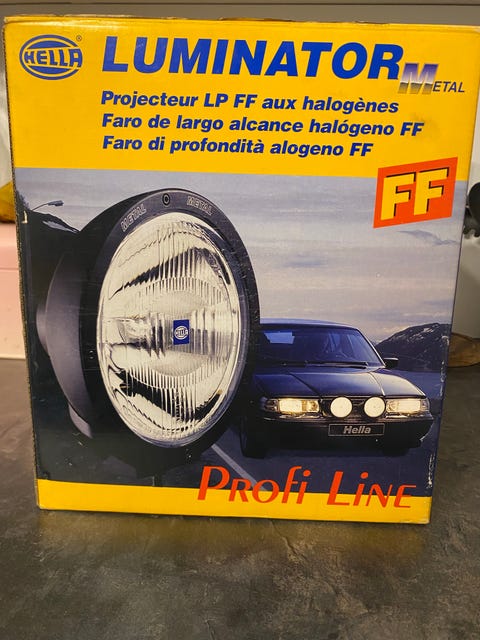 HELLA
®
LUMINATOR
METAL
Projecteur LP FF aux halogènes
Faro de largo alcance halógeno FF
Faro di profondità alogeno FF
FF
METAL METAL
HELLA
Hella
Profi Line